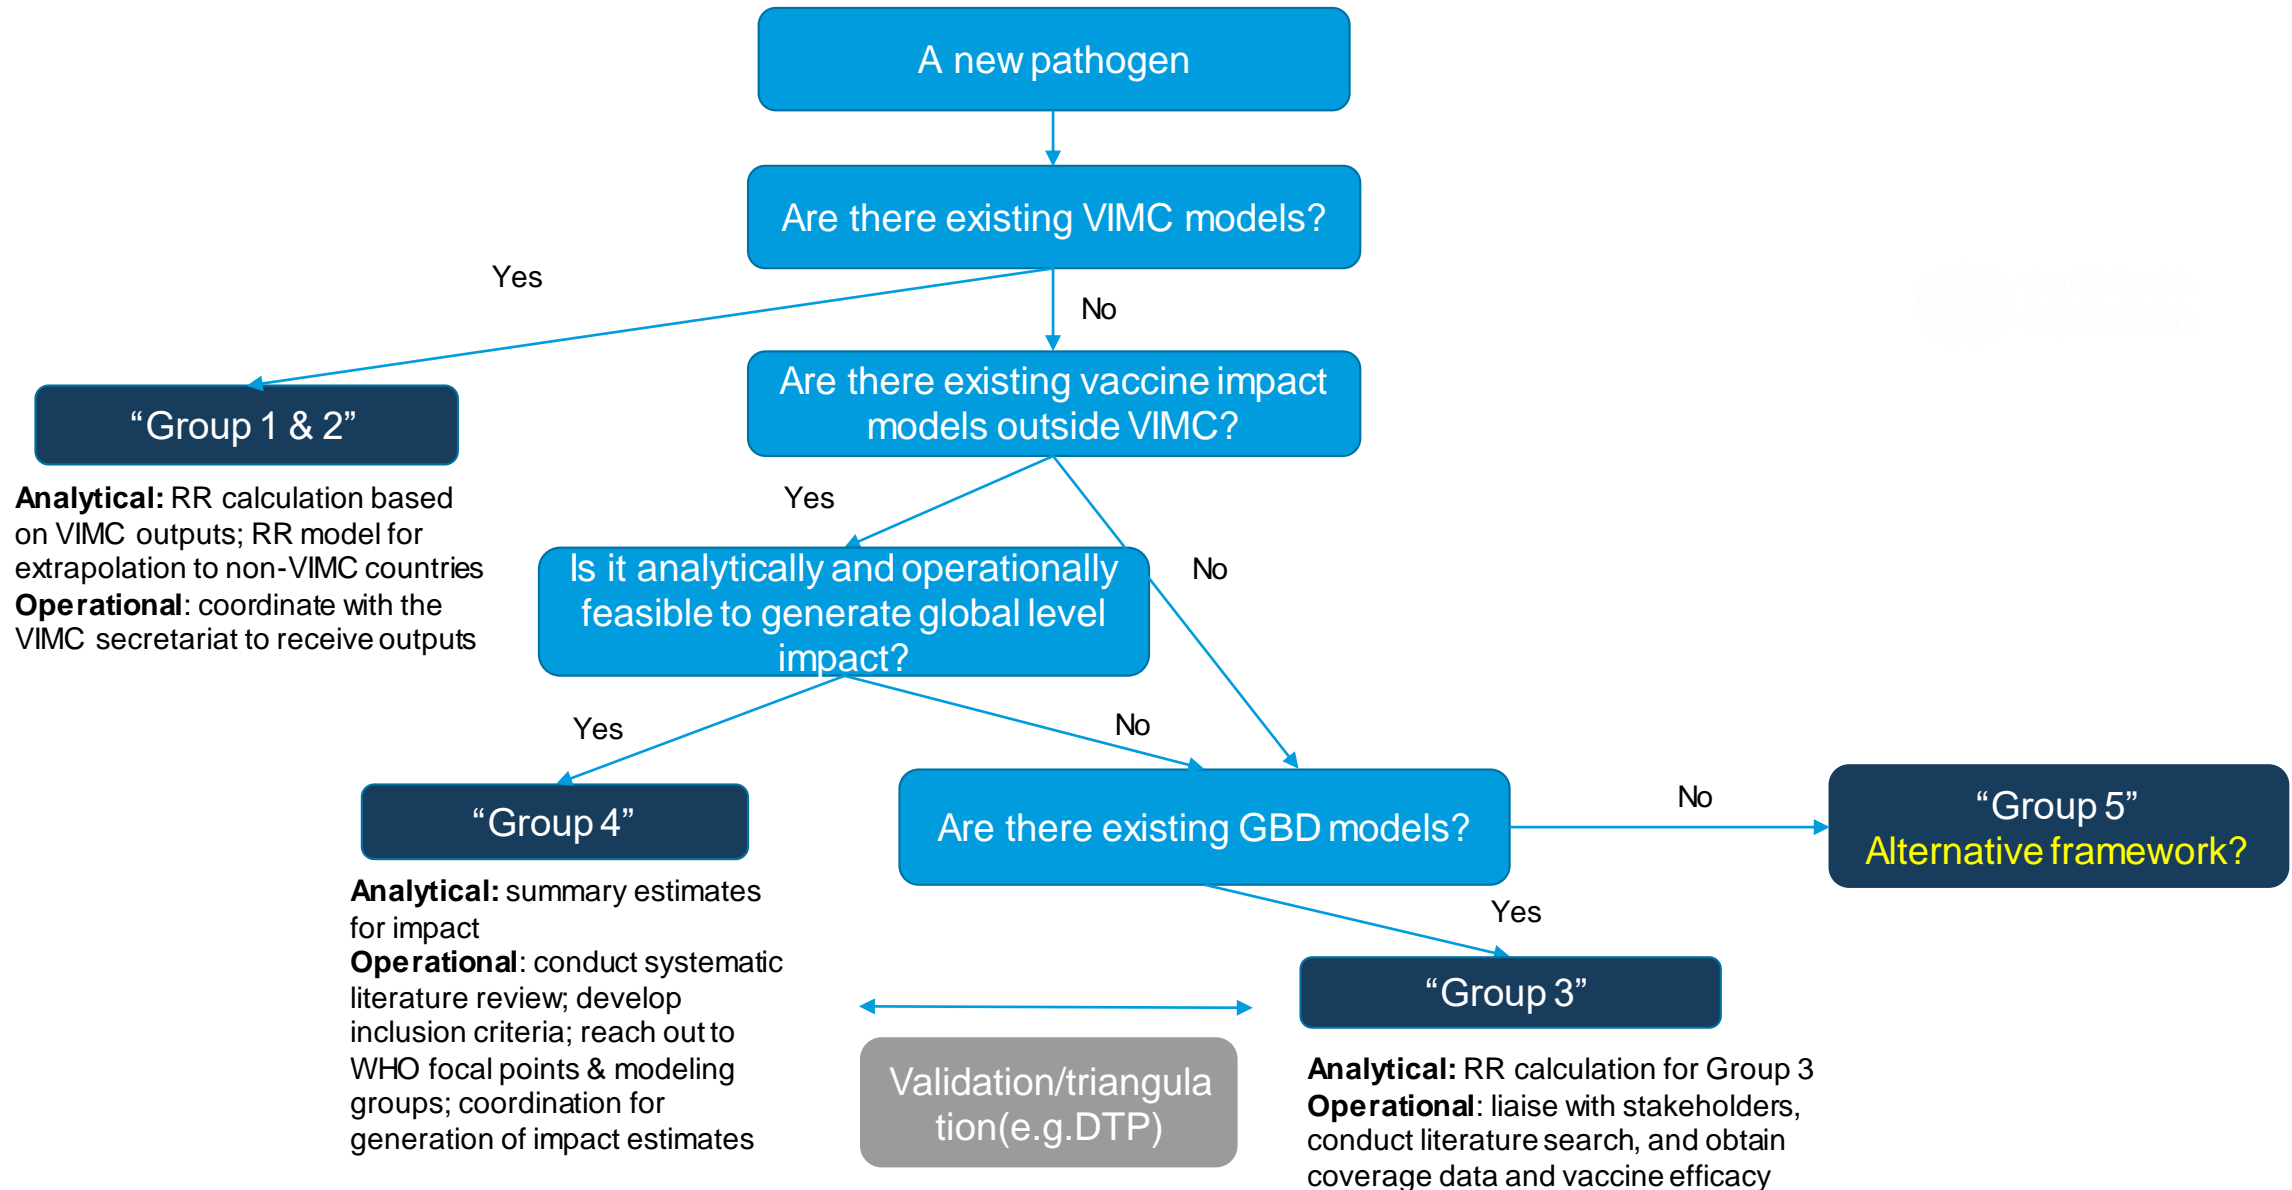 A new pathogen
Are there existing VIMC models?
Yes
No
Are there existing vaccine impact
models outside VIMC?
“Group 1 & 2”
Analytical: RR calculation based
on VIMC outputs; RR model for
extrapolation to non-VIMC countries
Operational: coordinate with the
VIMC secretariat to receive outputs
Yes
No
Is it analytically and operationally
feasible to generate global level
impact?
Yes
No
“Group 4”
Analytical: summary estimates
for impact
Operational: conduct systematic
literature review; develop
inclusion criteria; reach out to
WHO focal points & modeling
groups; coordination for
generation of impact estimates
Are there existing GBD models?
No
“Group 5”
Alternative framework?
Yes
“Group 3”
Validation/triangula
tion(e.g.DTP)
Analytical: RR calculation for Group 3
Operational: liaise with stakeholders,
conduct literature search, and obtain
coverage data and vaccine efficacy